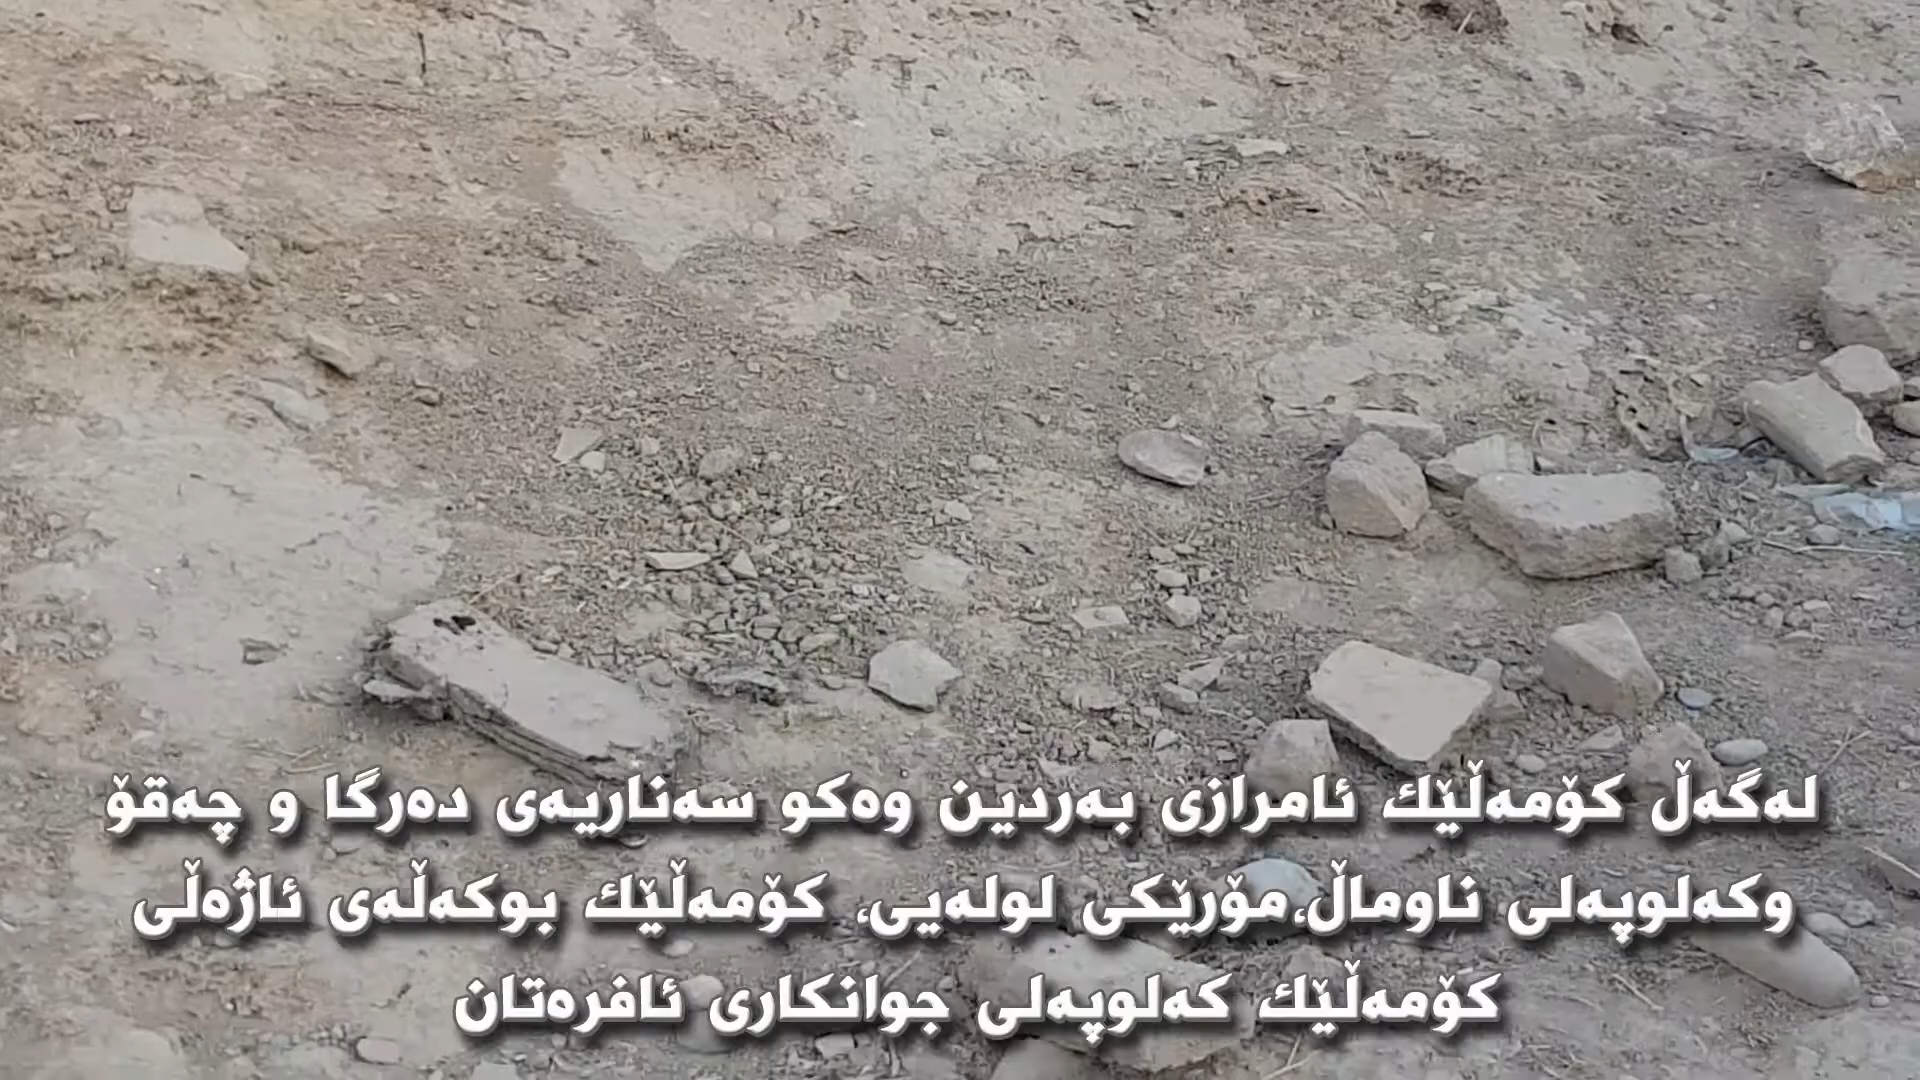 لەگەڵ کۆمەڵێك ئامرازی بەردین وەکو سەناریەی دەرگا و چەقۆ
وکەلوپەلی ناوماڵ،مۆرێکی لولەیی، کۆمەڵێك بوکەڵەی ئاژەڵی
کۆمەڵێك کەلوپەلی جوانکاری ئافرەتان